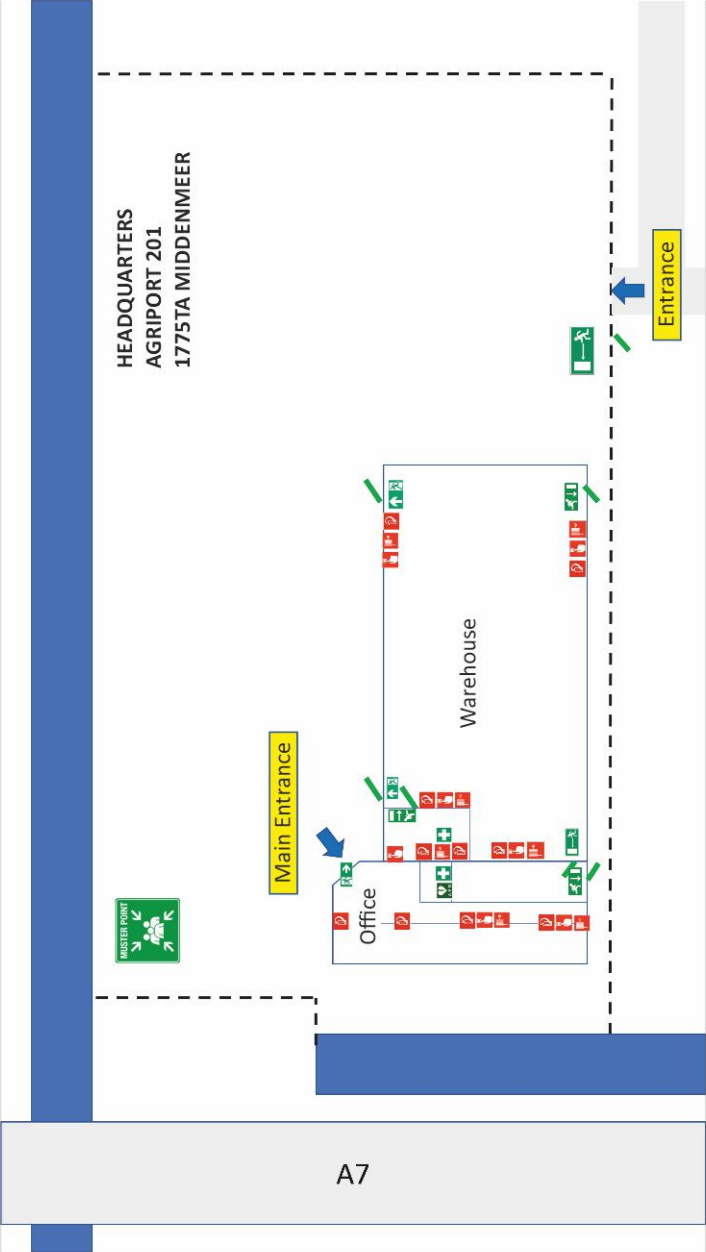 HEADQUARTERS
AGRIPORT 201
1775TA MIDDENMEER
Entrance
Warehouse
Main Entrance
Office
MUSTER POINT
A7